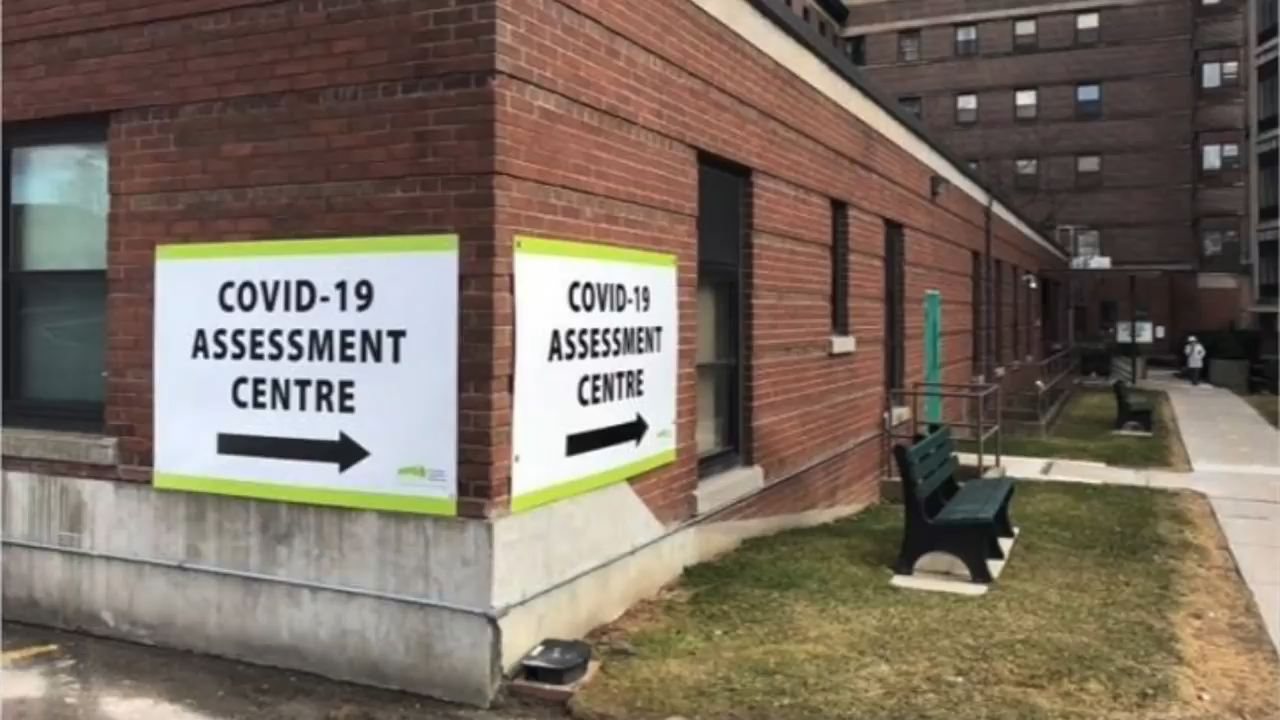 COVID-19
ASSESSMENT
CENTRE
COVID-19
ASSESSMENT
CENTRE